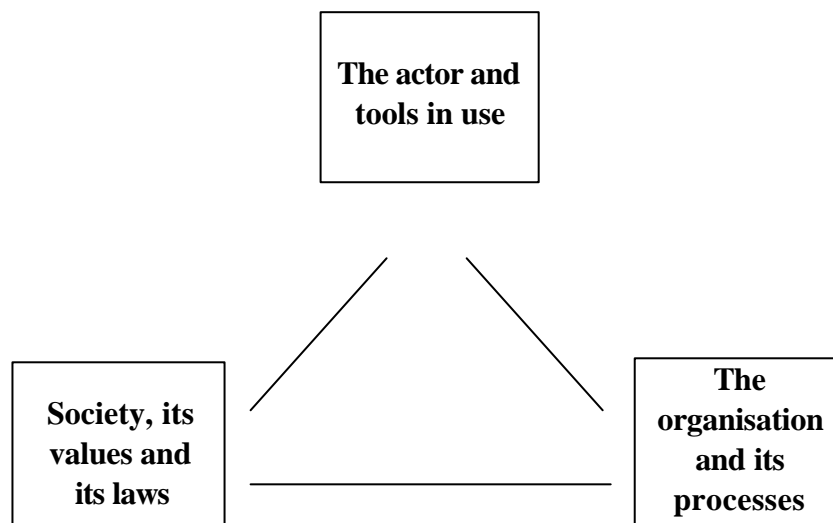 The actor and
tools in use
Society, its
values and
its laws
The
organisation
and its
processes